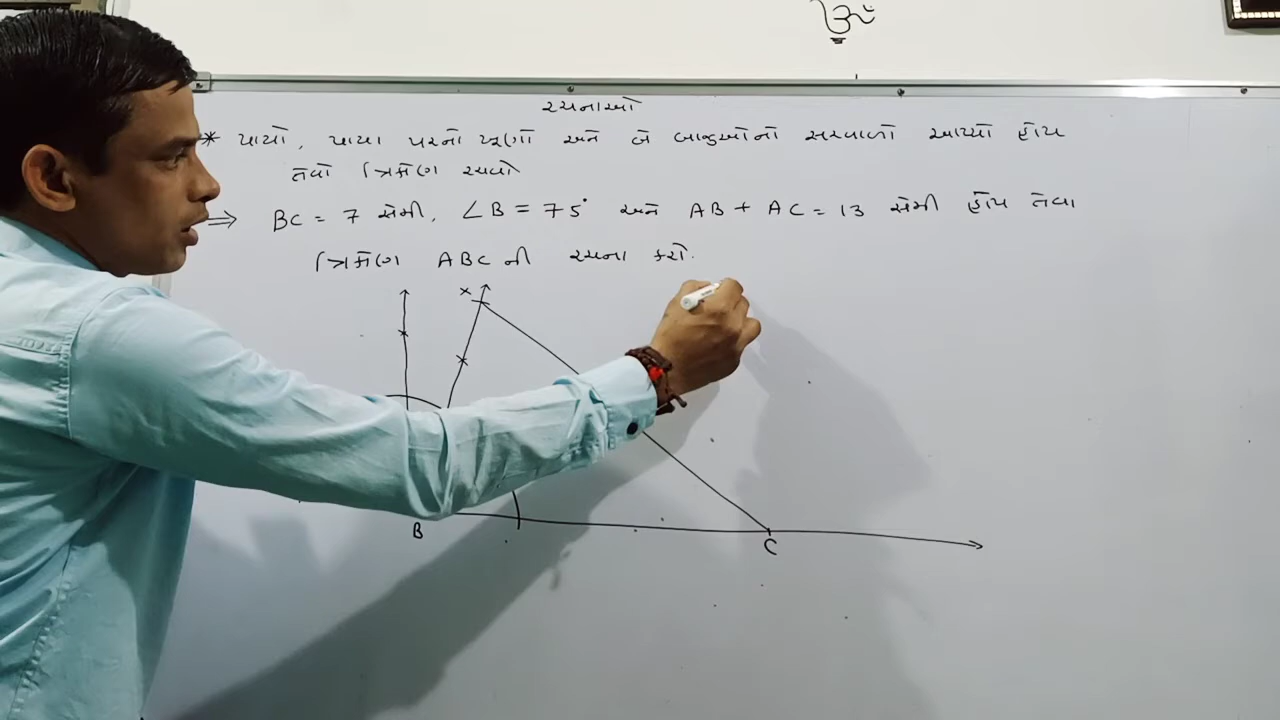 ૐ
રચનાઓ
* પાયો, પાયા પરનો ખૂણો અને બે બાજુઓનો સરવાળો આપ્યો હોય
તેવો ત્રિકોણ રચવો
⇒ BC = 7 સેમી, ∠B = 75° અને AB + AC = 13 સેમી હોય તેવા
ત્રિકોણ ABC ની રચના કરો.
X
B
C